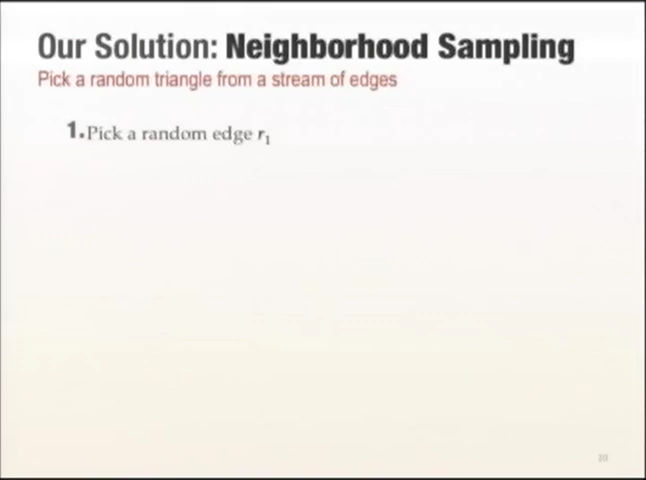 Our Solution: Neighborhood Sampling
Pick a random triangle from a stream of edges
1. Pick a random edge r₁